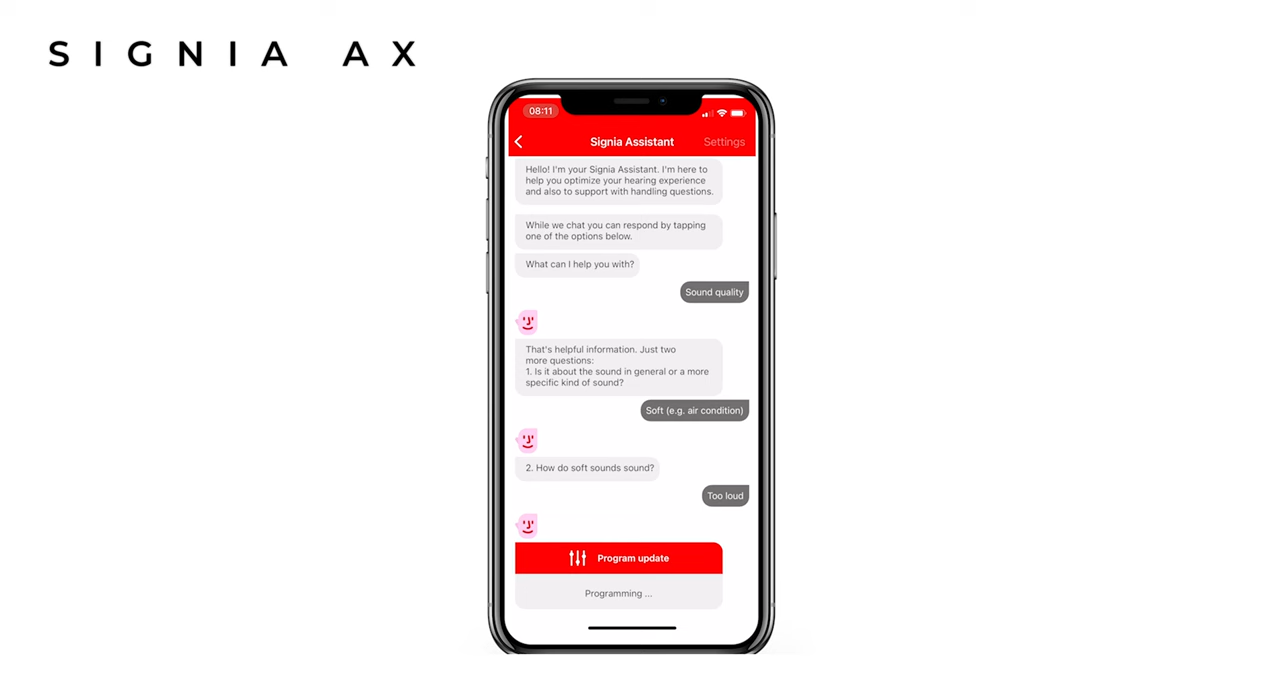 SIGNIA AX
08:11
Signia Assistant
Settings
Hello! I'm your Signia Assistant. I'm here to
help you optimize your hearing experience
and also to support with handling questions.
While we chat you can respond by tapping
one of the options below.
What can I help you with?
Sound quality
That's helpful information. Just two
more questions:
1. Is it about the sound in general or a more
specific kind of sound?
Soft (e.g. air condition)
2. How do soft sounds sound?
Too loud
Program update
Programming ...